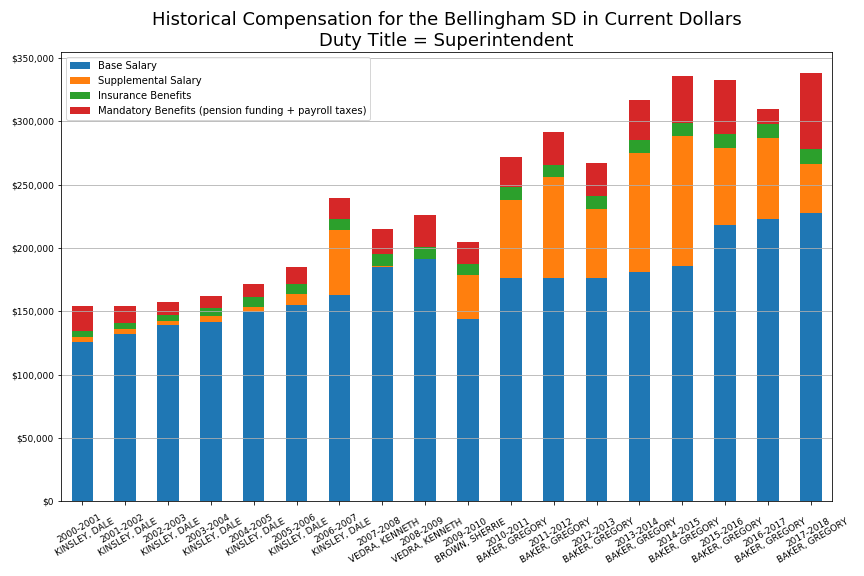 Historical Compensation for the Bellingham SD in Current Dollars
Duty Title = Superintendent
$350,000
$300,000
$250,000
$200,000
$150,000
$100,000
$50,000
$0
Base Salary
Supplemental Salary
Insurance Benefits
Mandatory Benefits (pension funding + payroll taxes)
2000-2001
KINSLEY, DALE
2001-2002
KINSLEY, DALE
2002-2003
KINSLEY, DALE
2003-2004
KINSLEY, DALE
2004-2005
KINSLEY, DALE
2005-2006
KINSLEY, DALE
2006-2007
KINSLEY, DALE
2007-2008
VEDRA, KENNETH
2008-2009
VEDRA, KENNETH
2009-2010
BROWN, SHERRIE
2010-2011
BAKER, GREGORY
2011-2012
BAKER, GREGORY
2012-2013
BAKER, GREGORY
2013-2014
BAKER, GREGORY
2014-2015
BAKER, GREGORY
2015-2016
BAKER, GREGORY
2016-2017
BAKER, GREGORY
2017-2018
BAKER, GREGORY